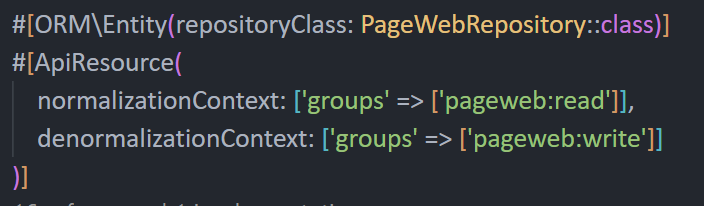 #[ORM\Entity(repositoryClass: PageWebRepository::class)]
#[ApiResource(
normalizationContext: ['groups' => ['pageweb:read']],
denormalizationContext: ['groups' => ['pageweb:write']]
)]